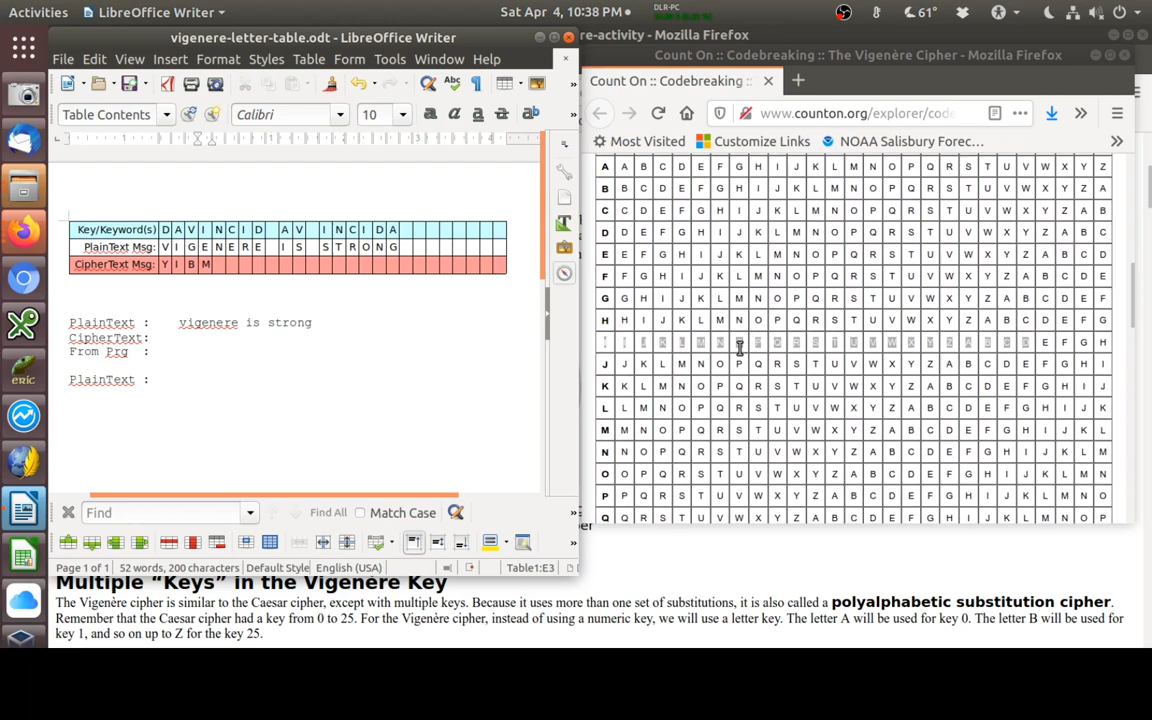 Activities LibreOffice Writer Sat Apr 4, 10:38 PM DLR-PC 61°
vigenere-letter-table.odt - LibreOffice Writer
File Edit View Insert Format Styles Table Form Tools Window Help
Table Contents Calibri 10
Key/Keyword(s) D A V I N C I D A V I N C I D A
PlainText Msg: V I G E N E R E I S S T R O N G
CipherText Msg: Y I B M
PlainText : vigenere is strong
CipherText:
From Prg :
PlainText :
Find Find All Match Case
Page 1 of 1 52 words, 200 characters Default Style English (USA) Table1:E3
re-activity - Mozilla Firefox
Count On :: Codebreaking :: The Vigenère Cipher - Mozilla Firefox
Count On :: Codebreaking ::
www.counton.org/explorer/code
Most Visited Customize Links NOAA Salisbury Forec...
A A B C D E F G H I J K L M N O P Q R S T U V W X Y Z
B B C D E F G H I J K L M N O P Q R S T U V W X Y Z A
C C D E F G H I J K L M N O P Q R S T U V W X Y Z A B
D D E F G H I J K L M N O P Q R S T U V W X Y Z A B C
E E F G H I J K L M N O P Q R S T U V W X Y Z A B C D
F F G H I J K L M N O P Q R S T U V W X Y Z A B C D E
G G H I J K L M N O P Q R S T U V W X Y Z A B C D E F
H H I J K L M N O P Q R S T U V W X Y Z A B C D E F G
I I J K L M N O P Q R S T U V W X Y Z A B C D E F G H
J J K L M N O P Q R S T U V W X Y Z A B C D E F G H I
K K L M N O P Q R S T U V W X Y Z A B C D E F G H I J
L L M N O P Q R S T U V W X Y Z A B C D E F G H I J K
M M N O P Q R S T U V W X Y Z A B C D E F G H I J K L
N N O P Q R S T U V W X Y Z A B C D E F G H I J K L M
O O P Q R S T U V W X Y Z A B C D E F G H I J K L M N
P P Q R S T U V W X Y Z A B C D E F G H I J K L M N O
Q Q R S T U V W X Y Z A B C D E F G H I J K L M N O P
Multiple “Keys” in the Vigenère Key
The Vigenère cipher is similar to the Caesar cipher, except with multiple keys. Because it uses more than one set of substitutions, it is also called a polyalphabetic substitution cipher.
Remember that the Caesar cipher had a key from 0 to 25. For the Vigenère cipher, instead of using a numeric key, we will use a letter key. The letter A will be used for key 0. The letter B will be used for
key 1, and so on up to Z for the key 25.